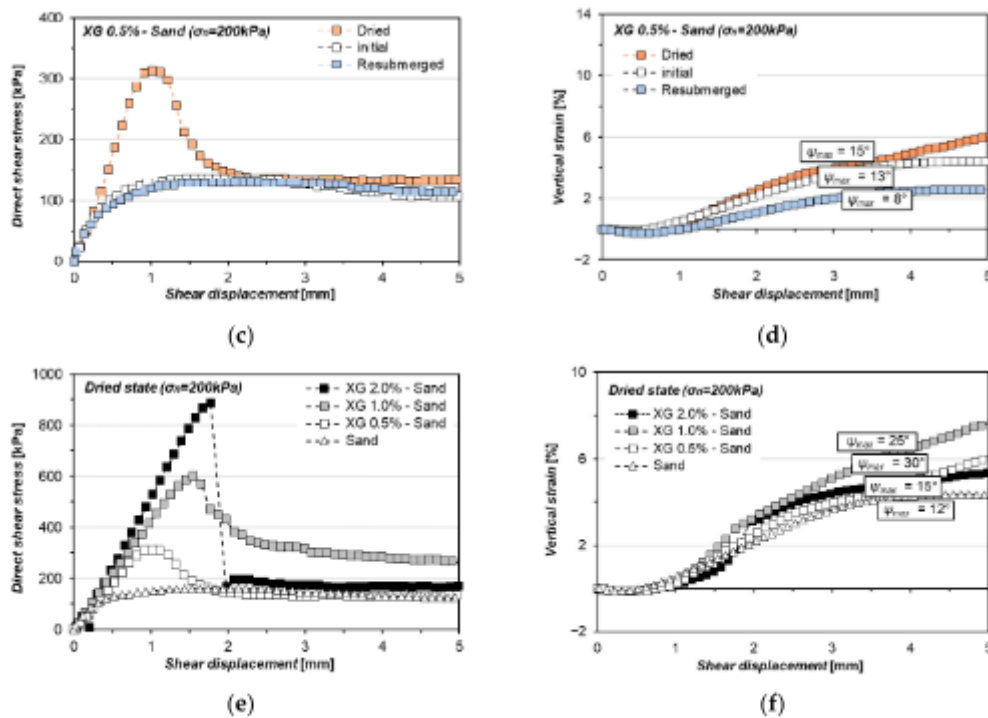 XG 0.5% - Sand (σn=200kPa)
Dried
initial
Resubmerged
Direct shear stress [kPa]
400
300
200
100
0
0 1 2 3 4 5
Shear displacement [mm]
(c)
XG 0.5% - Sand (σn=200kPa)
Dried
initial
Resubmerged
Vertical strain [%]
14
10
6
2
−2
ψmax = 15°
ψmax = 13°
ψmax = 8°
0 1 2 3 4 5
Shear displacement [mm]
(d)
Dried state (σn=200kPa)
XG 2.0% - Sand
XG 1.0% - Sand
XG 0.5% - Sand
Sand
Direct shear stress [kPa]
1000
800
600
400
200
0
0 1 2 3 4 5
Shear displacement [mm]
(e)
Dried state (σn=200kPa)
XG 2.0% - Sand
XG 1.0% - Sand
XG 0.5% - Sand
Sand
Vertical strain [%]
10
6
2
−2
ψmax = 25°
ψmax = 30°
ψmax = 15°
ψmax = 12°
0 1 2 3 4 5
Shear displacement [mm]
(f)